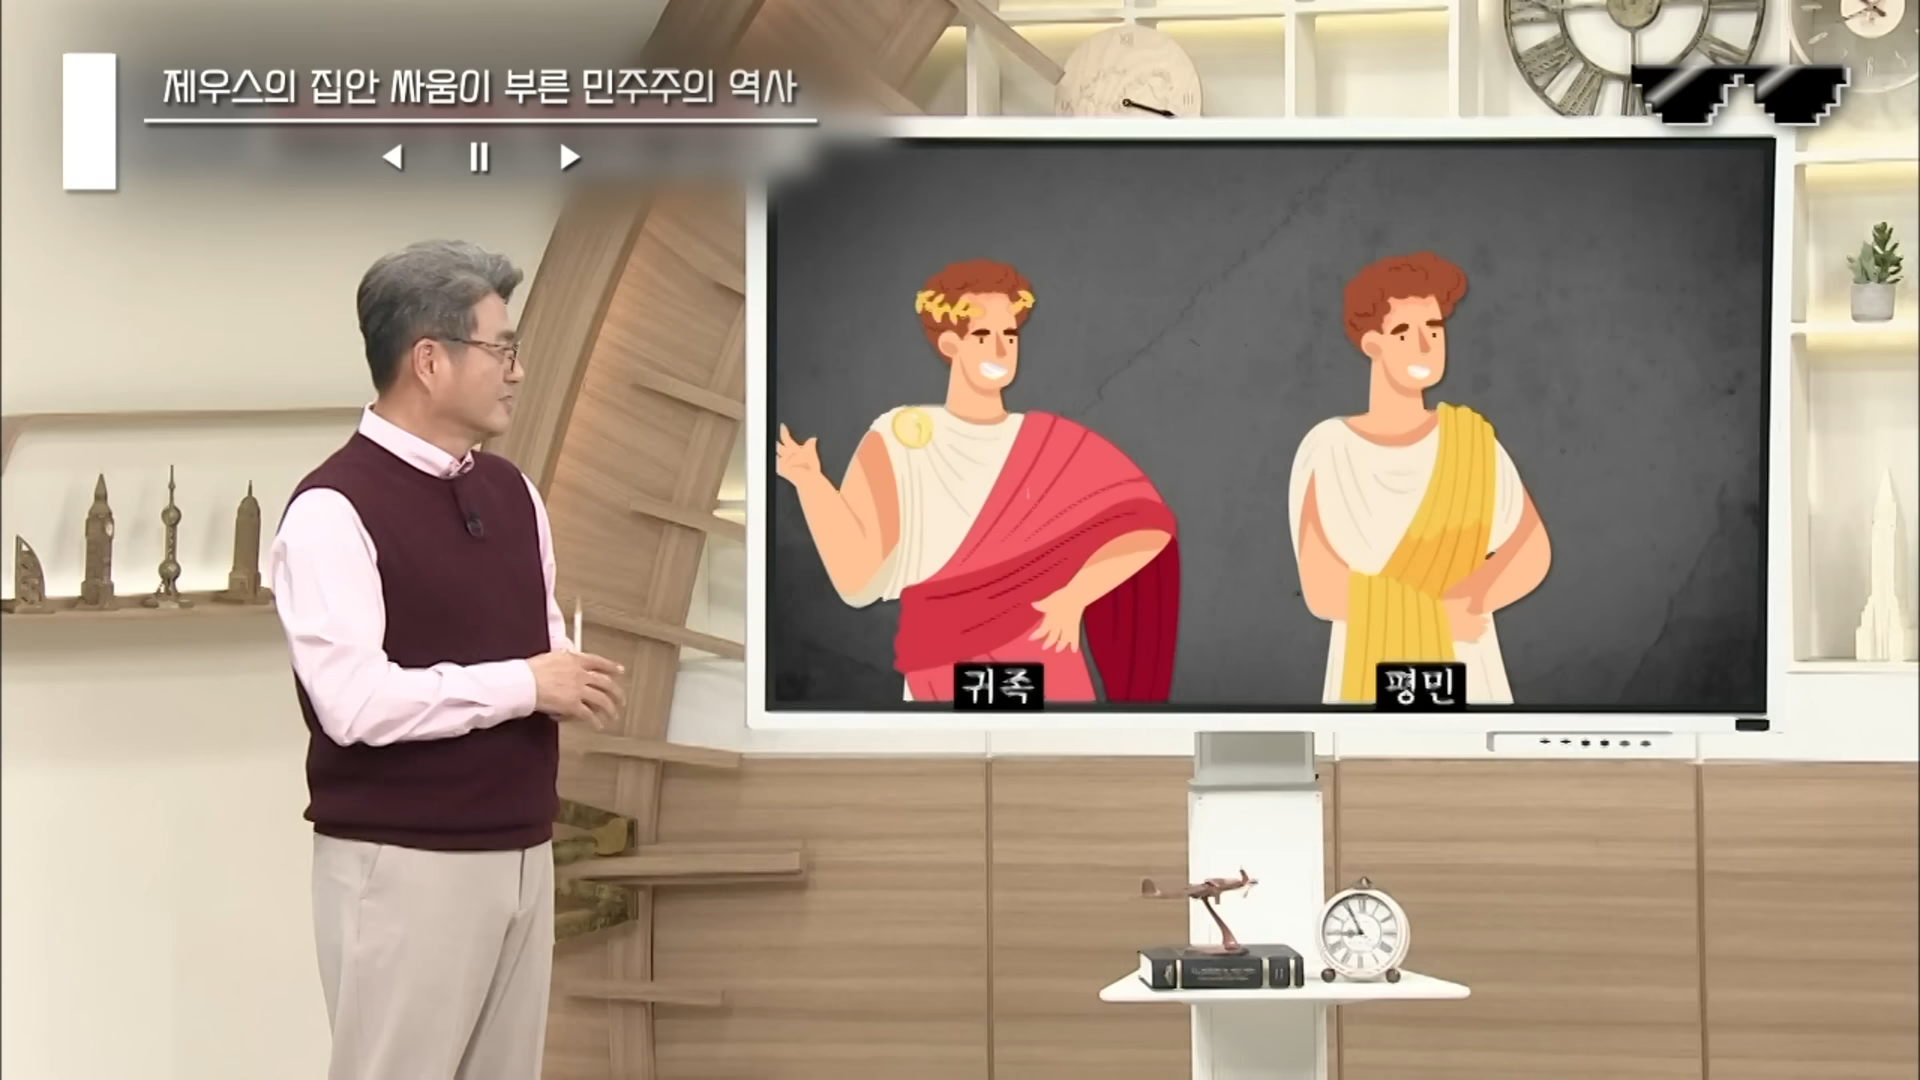 제우스의 집안 싸움이 부른 민주주의 역사
귀족
평민